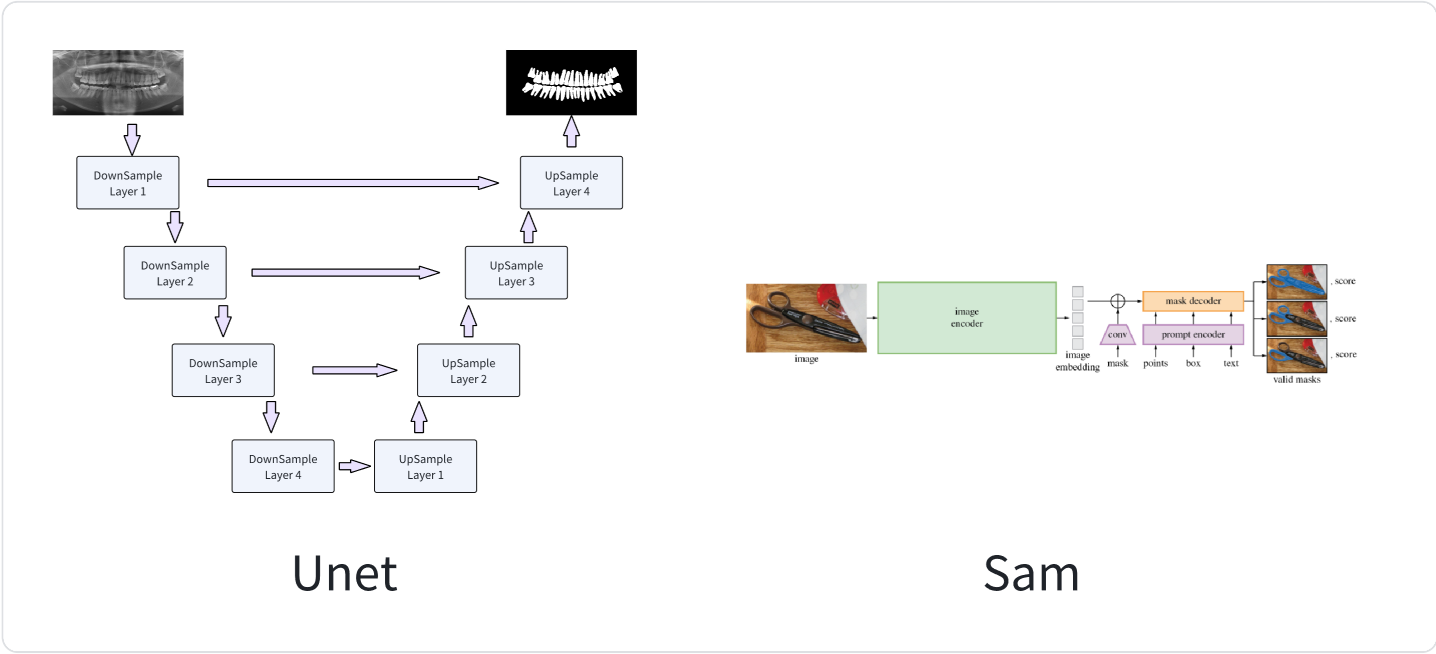 DownSample
Layer 1
UpSample
Layer 4
DownSample
Layer 2
UpSample
Layer 3
DownSample
Layer 3
UpSample
Layer 2
DownSample
Layer 4
UpSample
Layer 1
Unet
image
image
encoder
image
embedding
conv
mask
mask decoder
prompt encoder
points
box
text
, score
, score
, score
valid masks
Sam